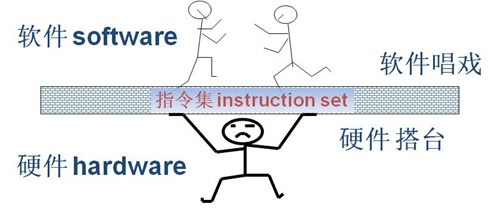 软件 software
软件唱戏
指令集 instruction set
硬件 搭台
硬件 hardware